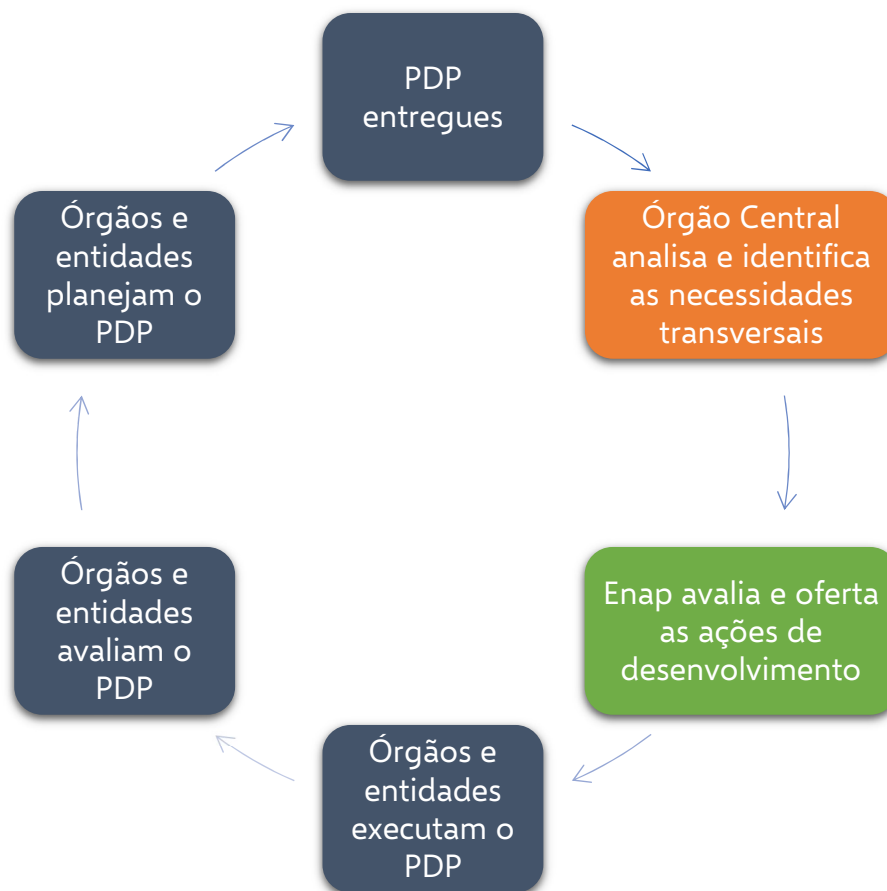 PDP
entregues
Órgão Central
analisa e identifica
as necessidades
transversais
Enap avalia e oferta
as ações de
desenvolvimento
Órgãos e
entidades
executam o
PDP
Órgãos e
entidades
avaliam o
PDP
Órgãos e
entidades
planejam o
PDP